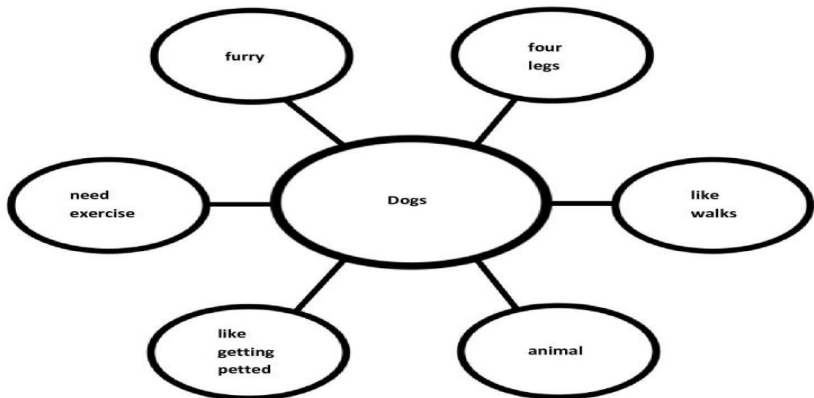 furry
four
legs
need
exercise
Dogs
like
walks
like
getting
petted
animal